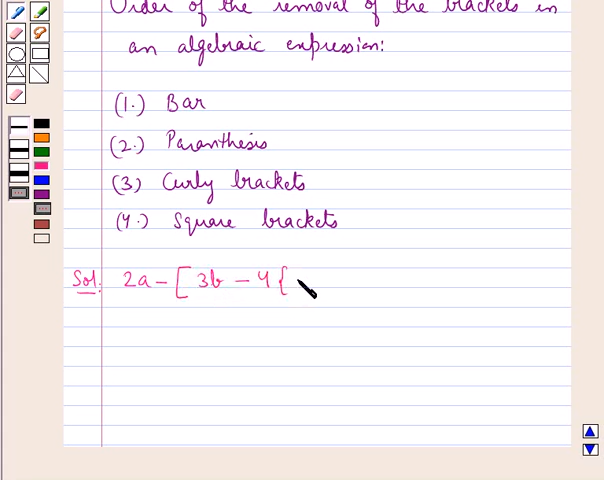 Order of the removal of the brackets in
an algebraic expression:
(1.) Bar
(2.) Paranthesis
(3) Curly brackets
(4.) Square brackets
Sol. 2a - [ 3b - 4 {